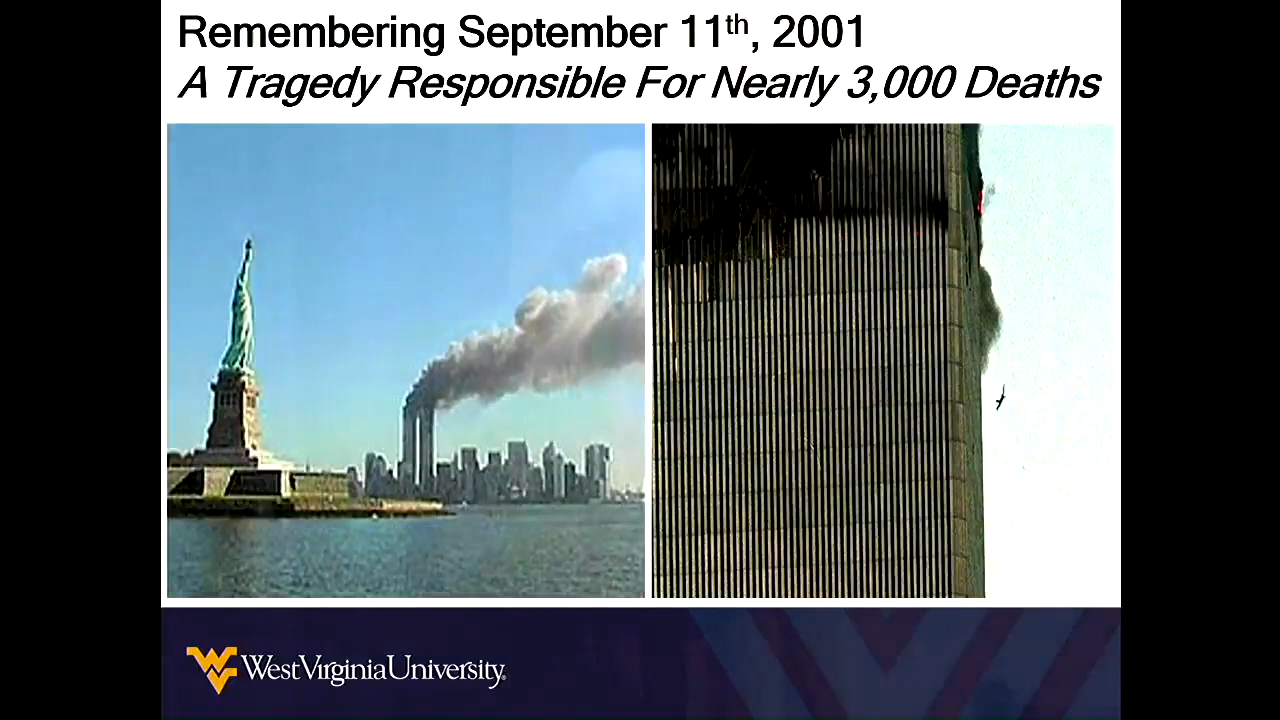 Remembering September 11th, 2001
A Tragedy Responsible For Nearly 3,000 Deaths
WestVirginiaUniversity.